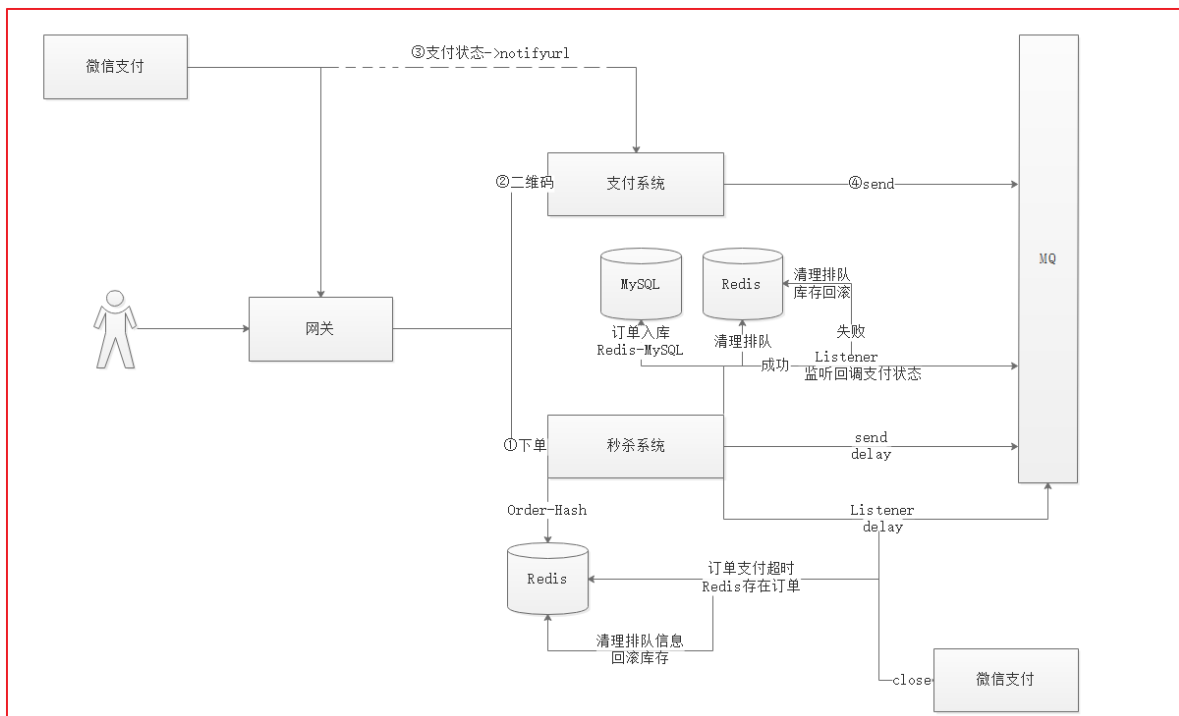 ③支付状态->notifyurl
微信支付
②二维码
支付系统
④send
MQ
MySQL
Redis
清理排队
库存回滚
网关
订单入库
Redis-MySQL
清理排队
失败
成功
Listener
监听回调支付状态
①下单
秒杀系统
send
delay
Order-Hash
Listener
delay
Redis
订单支付超时
Redis存在订单
清理排队信息
回滚库存
close
微信支付